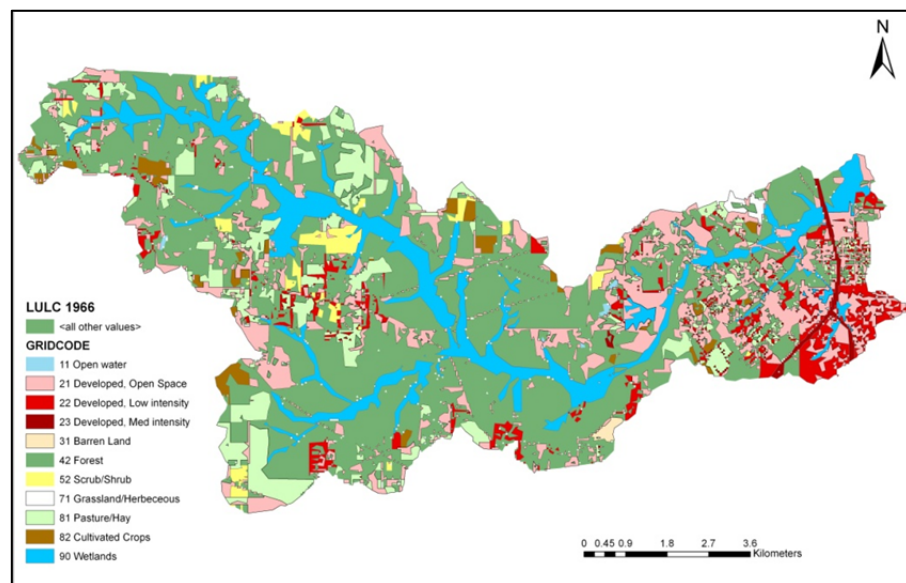 N
LULC 1966
<all other values>
GRIDCODE
11 Open water
21 Developed, Open Space
22 Developed, Low intensity
23 Developed, Med intensity
31 Barren Land
42 Forest
52 Scrub/Shrub
71 Grassland/Herbeceous
81 Pasture/Hay
82 Cultivated Crops
90 Wetlands
0 0.45 0.9 1.8 2.7 3.6
Kilometers